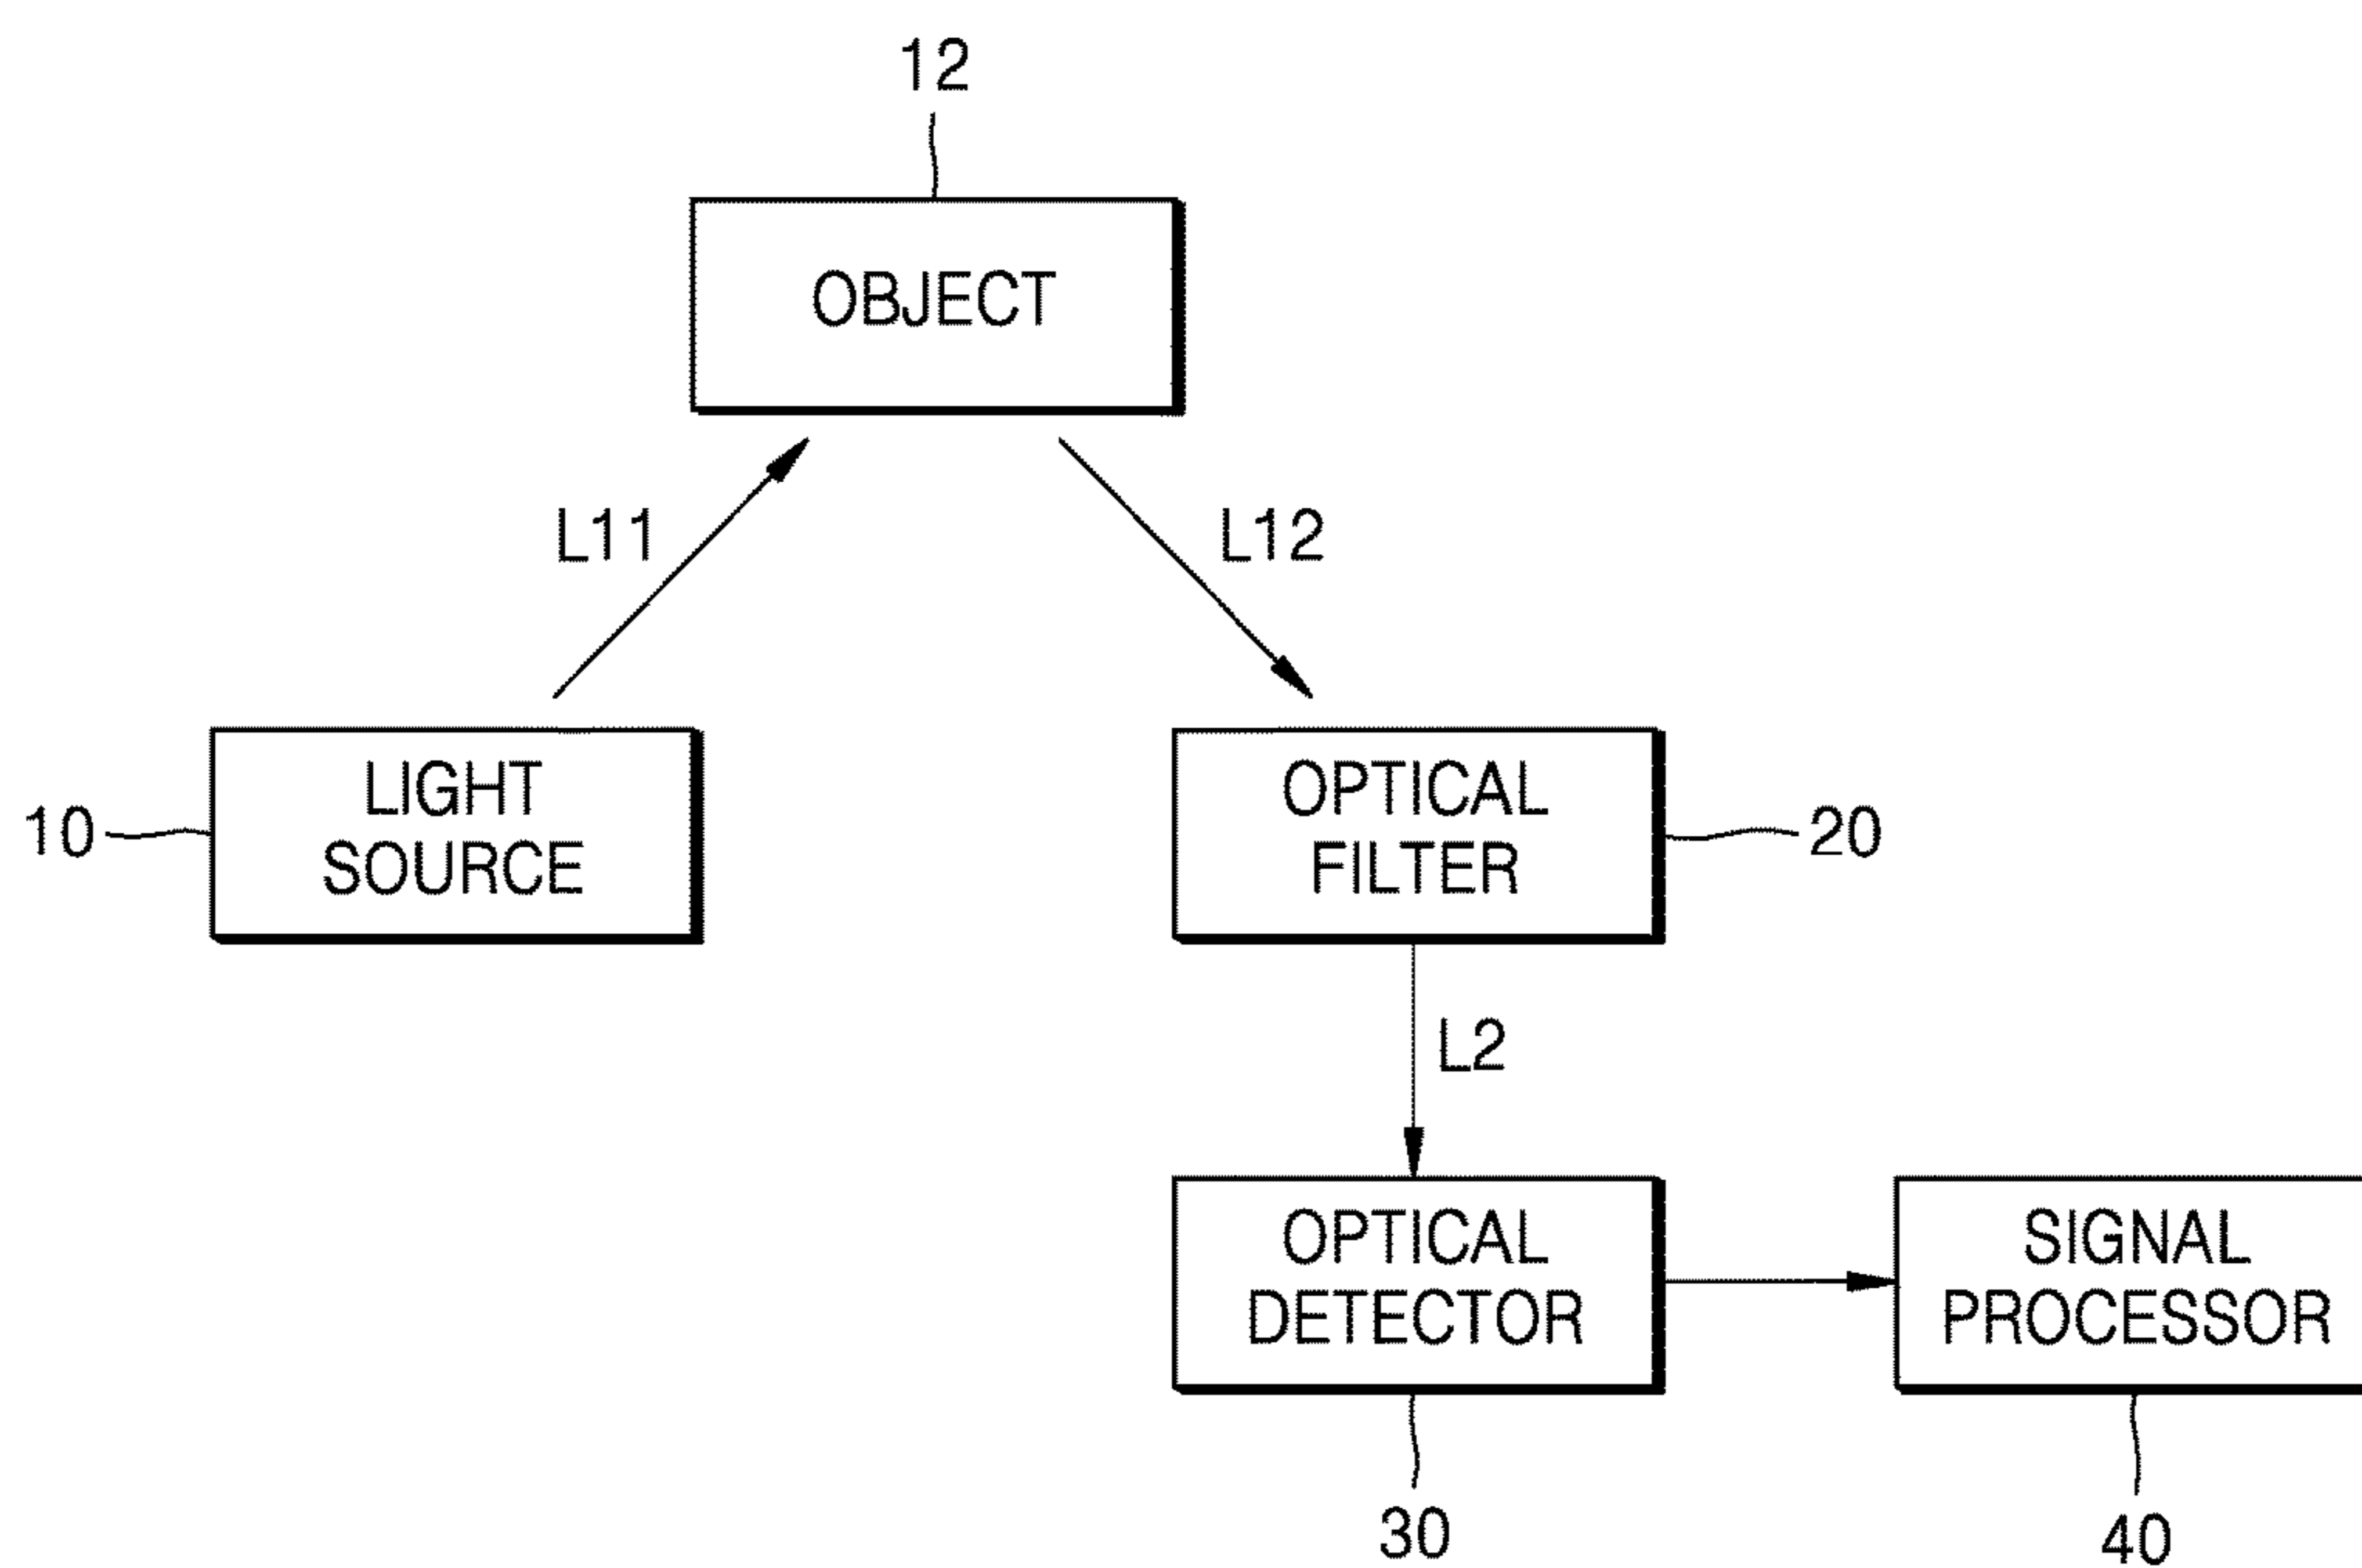 12
OBJECT
L11
L12
LIGHT
SOURCE
10
OPTICAL
FILTER
20
L2
OPTICAL
DETECTOR
SIGNAL
PROCESSOR
30
40